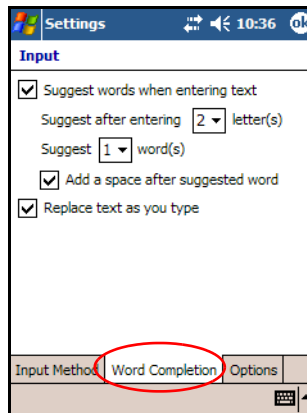 Settings 10:36 ok
Input
Suggest words when entering text
Suggest after entering 2 letter(s)
Suggest 1 word(s)
Add a space after suggested word
Replace text as you type
Input Method Word Completion Options